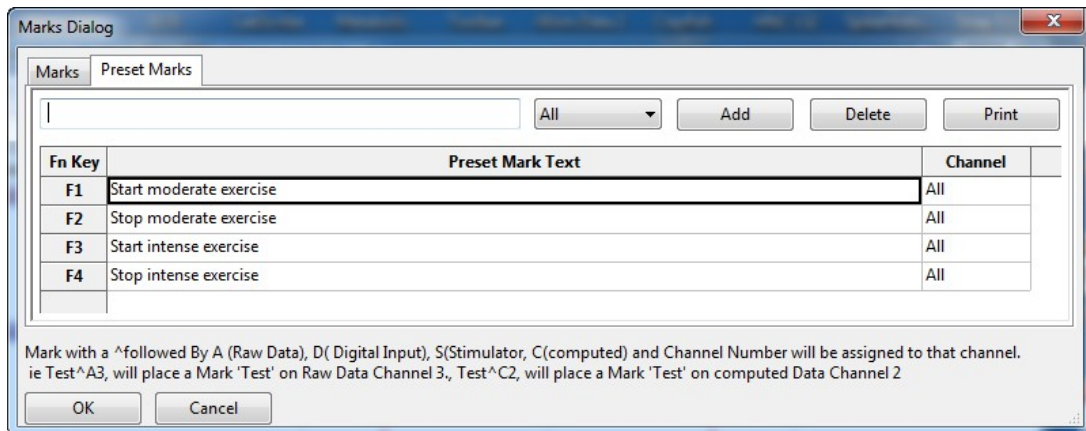 Marks Dialog
x
Marks Preset Marks
All Add Delete Print
Fn Key Preset Mark Text Channel
F1 Start moderate exercise All
F2 Stop moderate exercise All
F3 Start intense exercise All
F4 Stop intense exercise All
Mark with a ^followed By A (Raw Data), D( Digital Input), S(Stimulator, C(computed) and Channel Number will be assigned to that channel.
ie Test^A3, will place a Mark 'Test' on Raw Data Channel 3., Test^C2, will place a Mark 'Test' on computed Data Channel 2
OK Cancel